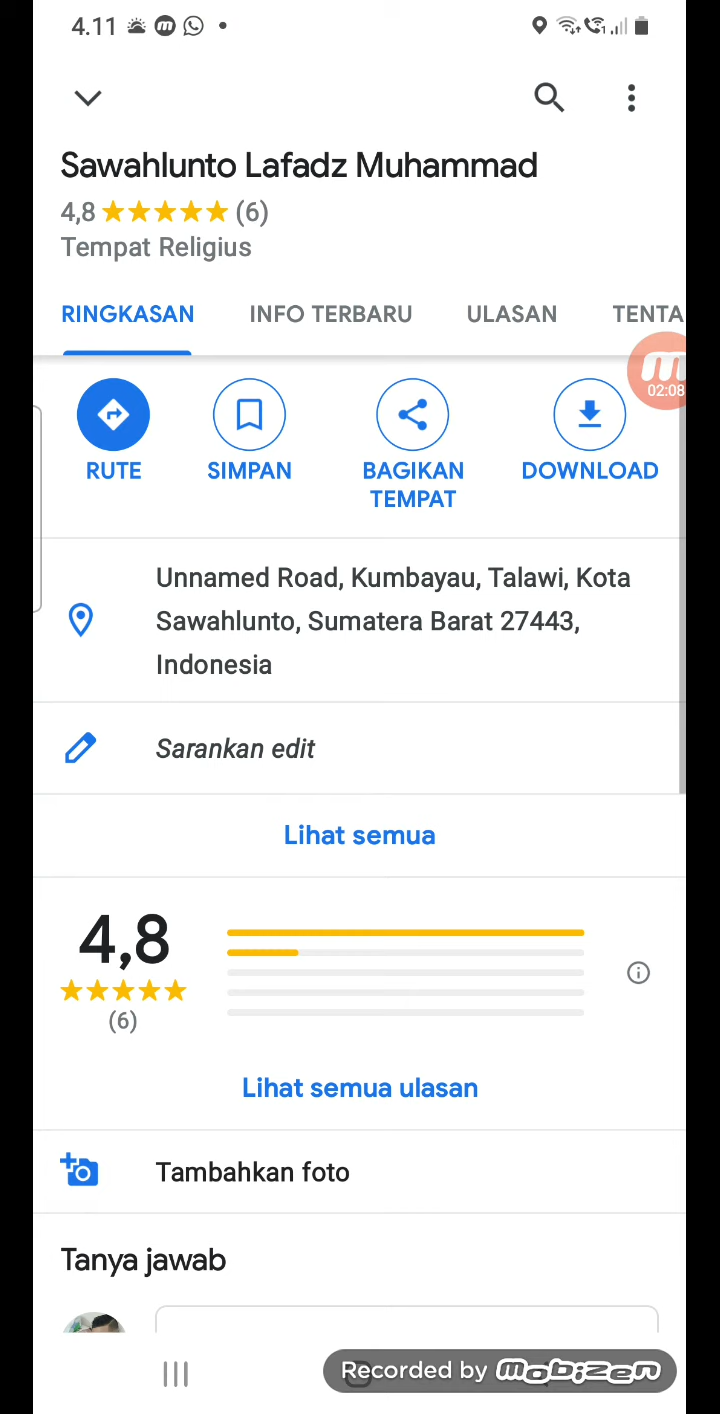 4.11
Sawahlunto Lafadz Muhammad
4,8 (6)
Tempat Religius
RINGKASAN INFO TERBARU ULASAN TENTA
02:08
RUTE SIMPAN BAGIKAN TEMPAT DOWNLOAD
Unnamed Road, Kumbayau, Talawi, Kota
Sawahlunto, Sumatera Barat 27443,
Indonesia
Sarankan edit
Lihat semua
4,8
(6)
Lihat semua ulasan
Tambahkan foto
Tanya jawab
Recorded by mobizen